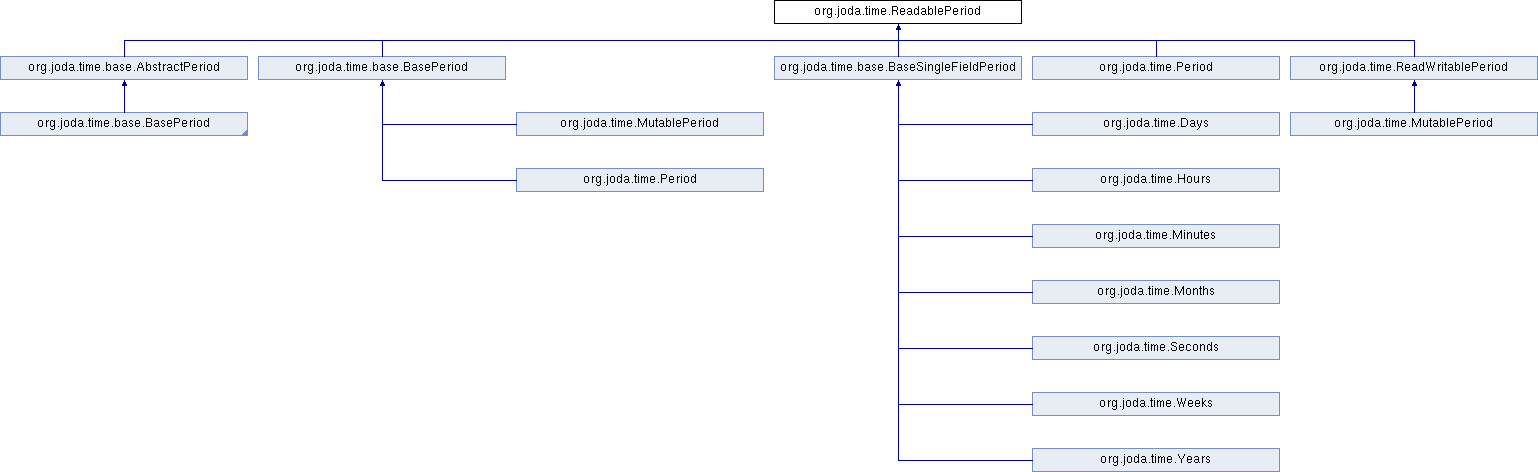 org.joda.time.ReadablePeriod
org.joda.time.base.AbstractPeriod
org.joda.time.base.BasePeriod
org.joda.time.base.BaseSingleFieldPeriod
org.joda.time.Period
org.joda.time.ReadWritablePeriod
org.joda.time.base.BasePeriod
org.joda.time.MutablePeriod
org.joda.time.Days
org.joda.time.MutablePeriod
org.joda.time.Period
org.joda.time.Hours
org.joda.time.Minutes
org.joda.time.Months
org.joda.time.Seconds
org.joda.time.Weeks
org.joda.time.Years